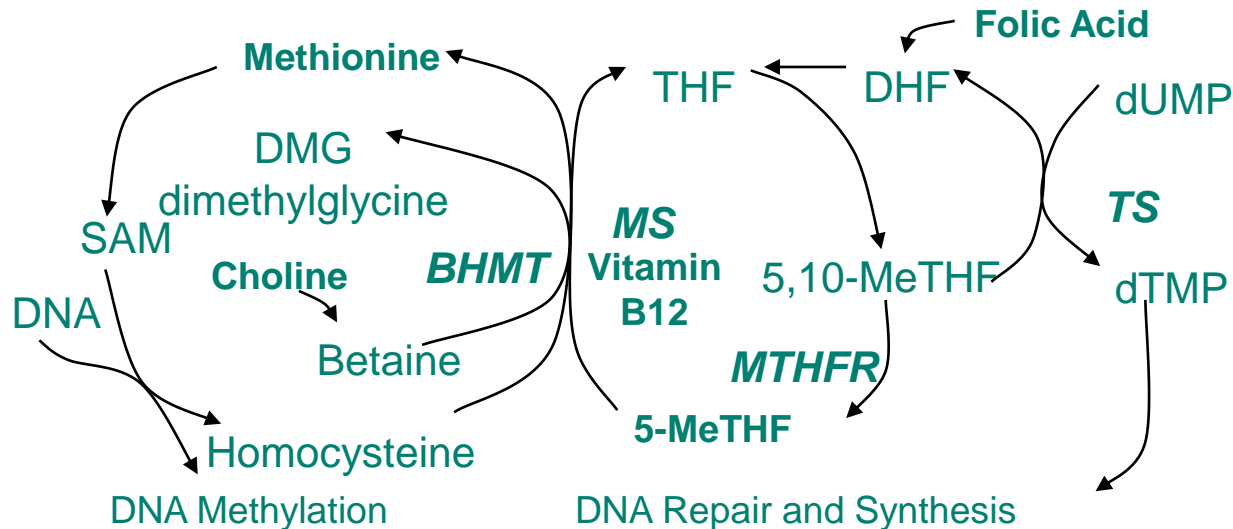 Folic Acid
Methionine
THF
DHF
dUMP
DMG
dimethylglycine
SAM
MS
TS
Choline
BHMT
Vitamin
B12
5,10-MeTHF
dTMP
DNA
Betaine
MTHFR
5-MeTHF
Homocysteine
DNA Methylation
DNA Repair and Synthesis